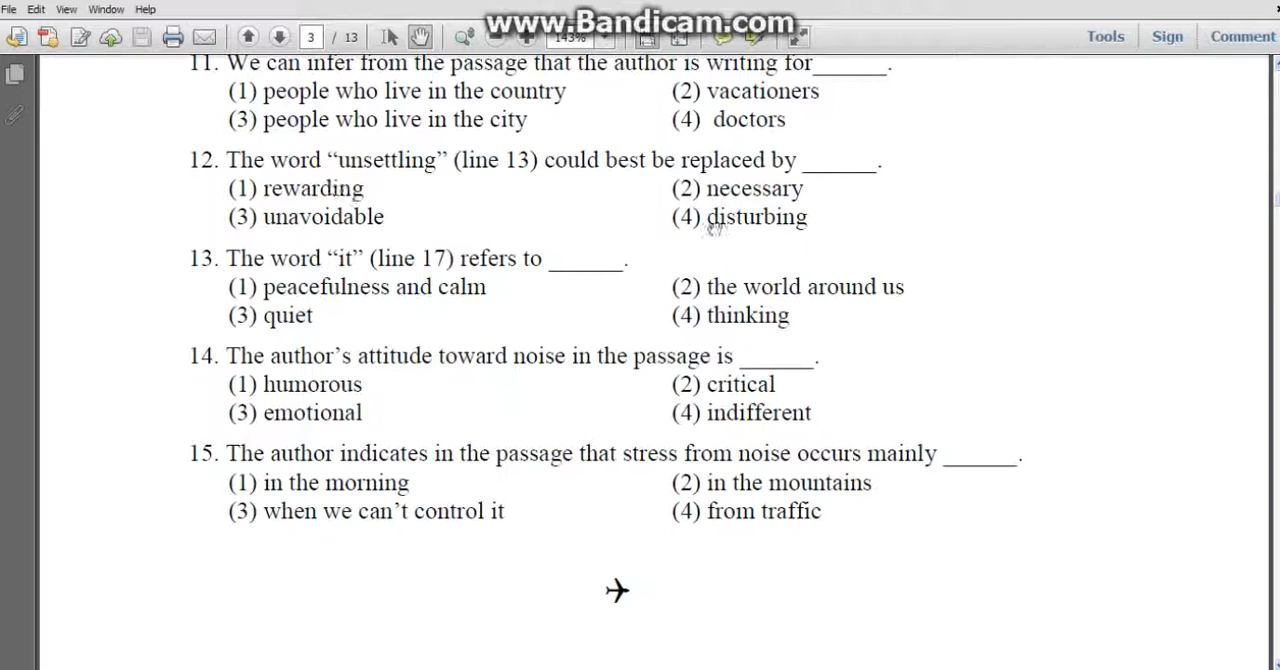 www.Bandicam.com
File Edit View Window Help
3 / 13 143% Tools Sign Comment
11. We can infer from the passage that the author is writing for______.
(1) people who live in the country (2) vacationers
(3) people who live in the city (4) doctors
12. The word “unsettling” (line 13) could best be replaced by ______.
(1) rewarding (2) necessary
(3) unavoidable (4) disturbing
13. The word “it” (line 17) refers to ______.
(1) peacefulness and calm (2) the world around us
(3) quiet (4) thinking
14. The author’s attitude toward noise in the passage is ______.
(1) humorous (2) critical
(3) emotional (4) indifferent
15. The author indicates in the passage that stress from noise occurs mainly ______.
(1) in the morning (2) in the mountains
(3) when we can’t control it (4) from traffic